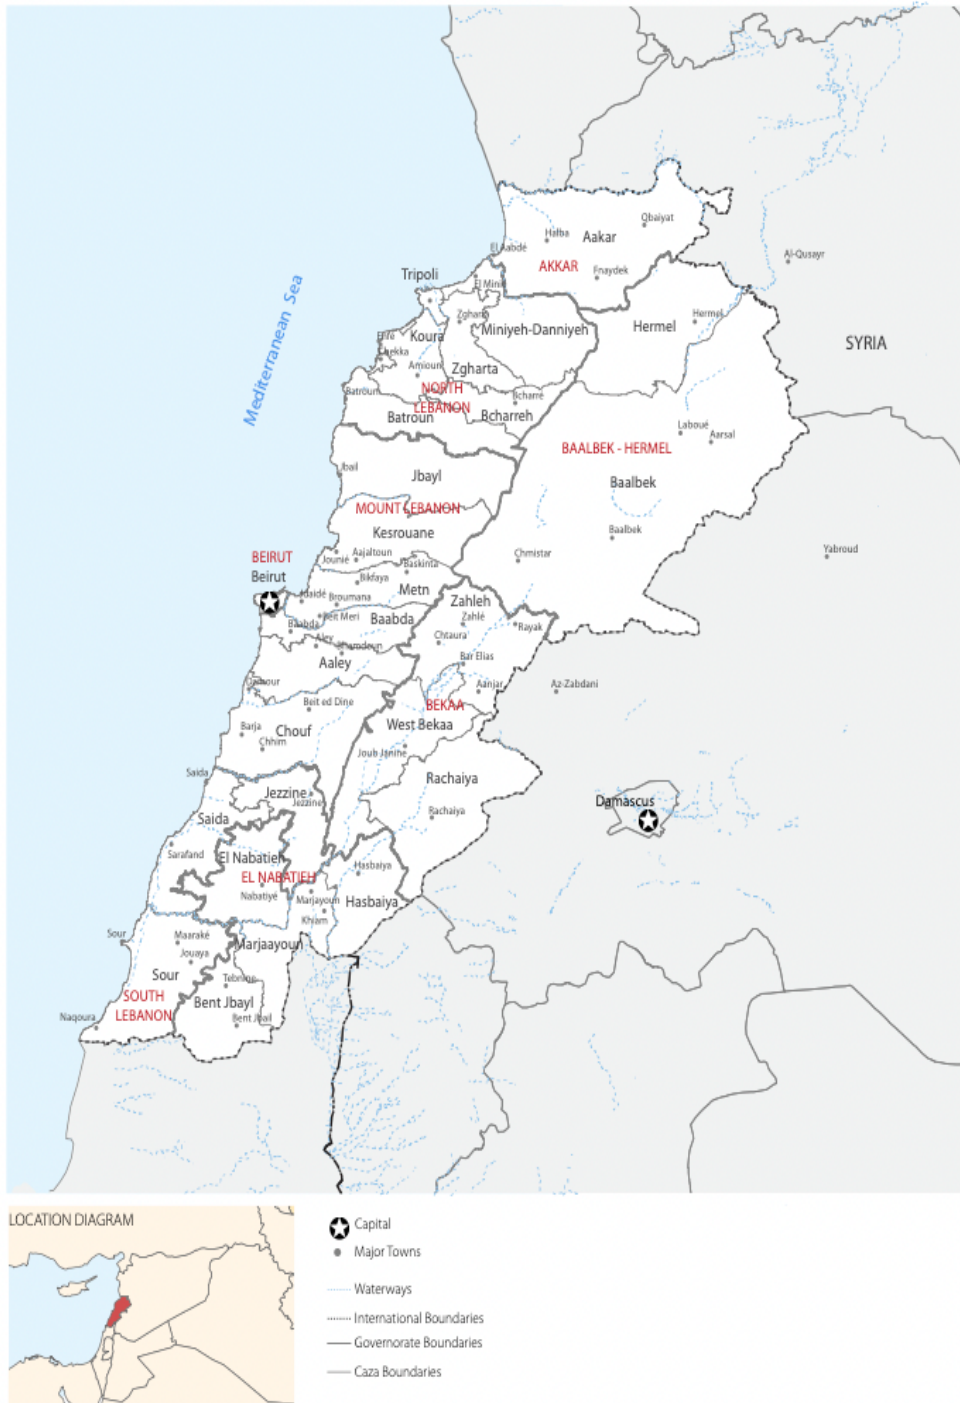 Qbaiyat
Halba
Aakar
El Aabdé
Al-Qusayr
AKKAR
Fnaydek
Tripoli
El Minié
Mediterranean Sea
Hermel
Zgharta
Miniyeh-Danniyeh
Hermel
Enfé
Koura
SYRIA
Chekka
Amioun
Zgharta
Batroun
NORTH
LEBANON
Bcharré
Batroun
Bcharreh
Laboué
Aarsal
BAALBEK - HERMEL
Jbail
Jbayl
Baalbek
MOUNT LEBANON
Kesrouane
Baalbek
Jounié
Aajaltoun
Chmistar
Yabroud
BEIRUT
Baskinta
Beirut
Bikfaya
Metn
Jdaidé
Broumana
Zahleh
Beit Meri
Baabda
Zahlé
Baabda
Rayak
Aley
Bhamdoun
Chtaura
Aaley
Bar Elias
Damour
Aanjar
Az-Zabdani
Beit ed Dine
BEKAA
Barja
Chouf
West Bekaa
Chhim
Joub Janine
Saida
Rachaiya
Jezzine
Jezzine
Damascus
Saida
Rachaiya
Sarafand
El Nabatieh
Hasbaiya
EL NABATIEH
Nabatiyé
Marjayoun
Hasbaiya
Khiam
Sour
Maaraké
Marjaayoun
Jouaya
Sour
Tebnine
SOUTH
LEBANON
Bent Jbayl
Naqoura
Bent Jbail
LOCATION DIAGRAM
Capital
Major Towns
Waterways
International Boundaries
Governorate Boundaries
Caza Boundaries